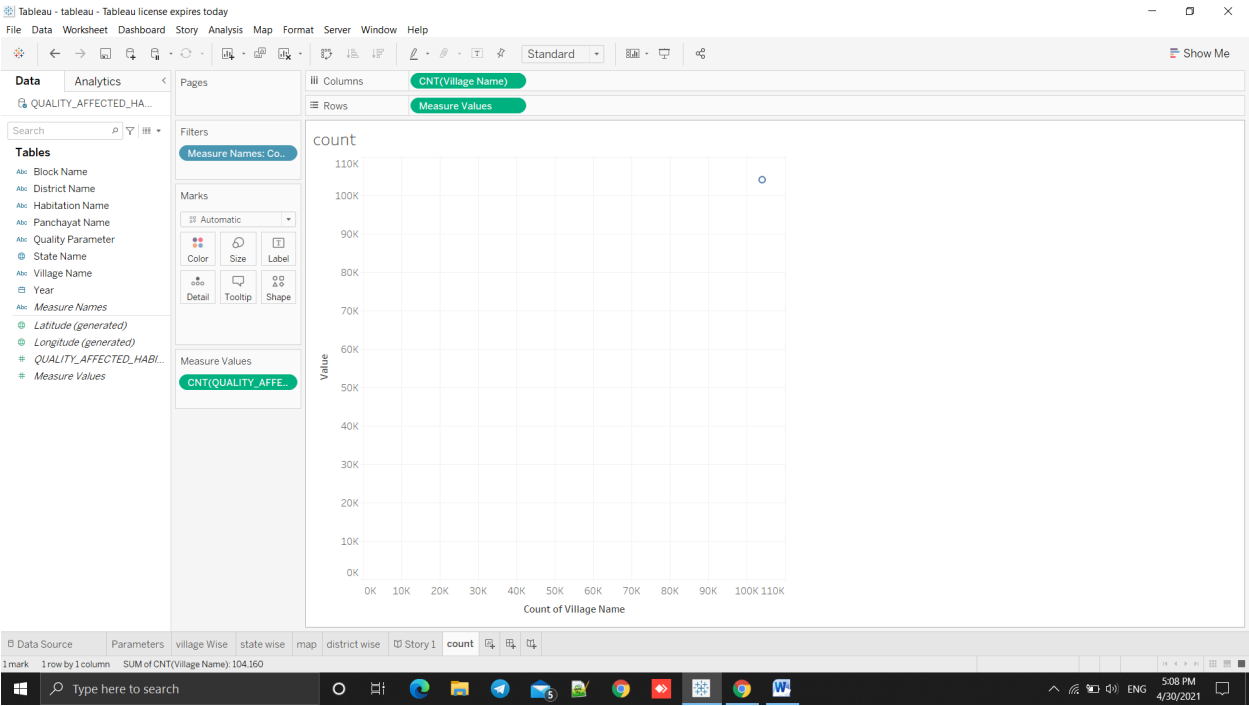 Tableau - tableau - Tableau license expires today
File Data Worksheet Dashboard Story Analysis Map Format Server Window Help
Standard
Show Me
Data Analytics
QUALITY_AFFECTED_HA...
Search
Tables
Abc Block Name
Abc District Name
Abc Habitation Name
Abc Panchayat Name
Abc Quality Parameter
State Name
Abc Village Name
Year
Abc Measure Names
Latitude (generated)
Longitude (generated)
# QUALITY_AFFECTED_HABI...
# Measure Values
Pages
Filters
Measure Names: Co..
Marks
Automatic
Color Size Label
Detail Tooltip Shape
Measure Values
CNT(QUALITY_AFFE..
Columns CNT(Village Name)
Rows Measure Values
count
110K
100K
90K
80K
70K
60K
50K
40K
30K
20K
10K
0K
Value
0K 10K 20K 30K 40K 50K 60K 70K 80K 90K 100K 110K
Count of Village Name
Data Source Parameters village Wise state wise map district wise Story 1 count
1 mark 1 row by 1 column SUM of CNT(Village Name): 104.160
Type here to search
5
W
ENG
5:08 PM
4/30/2021